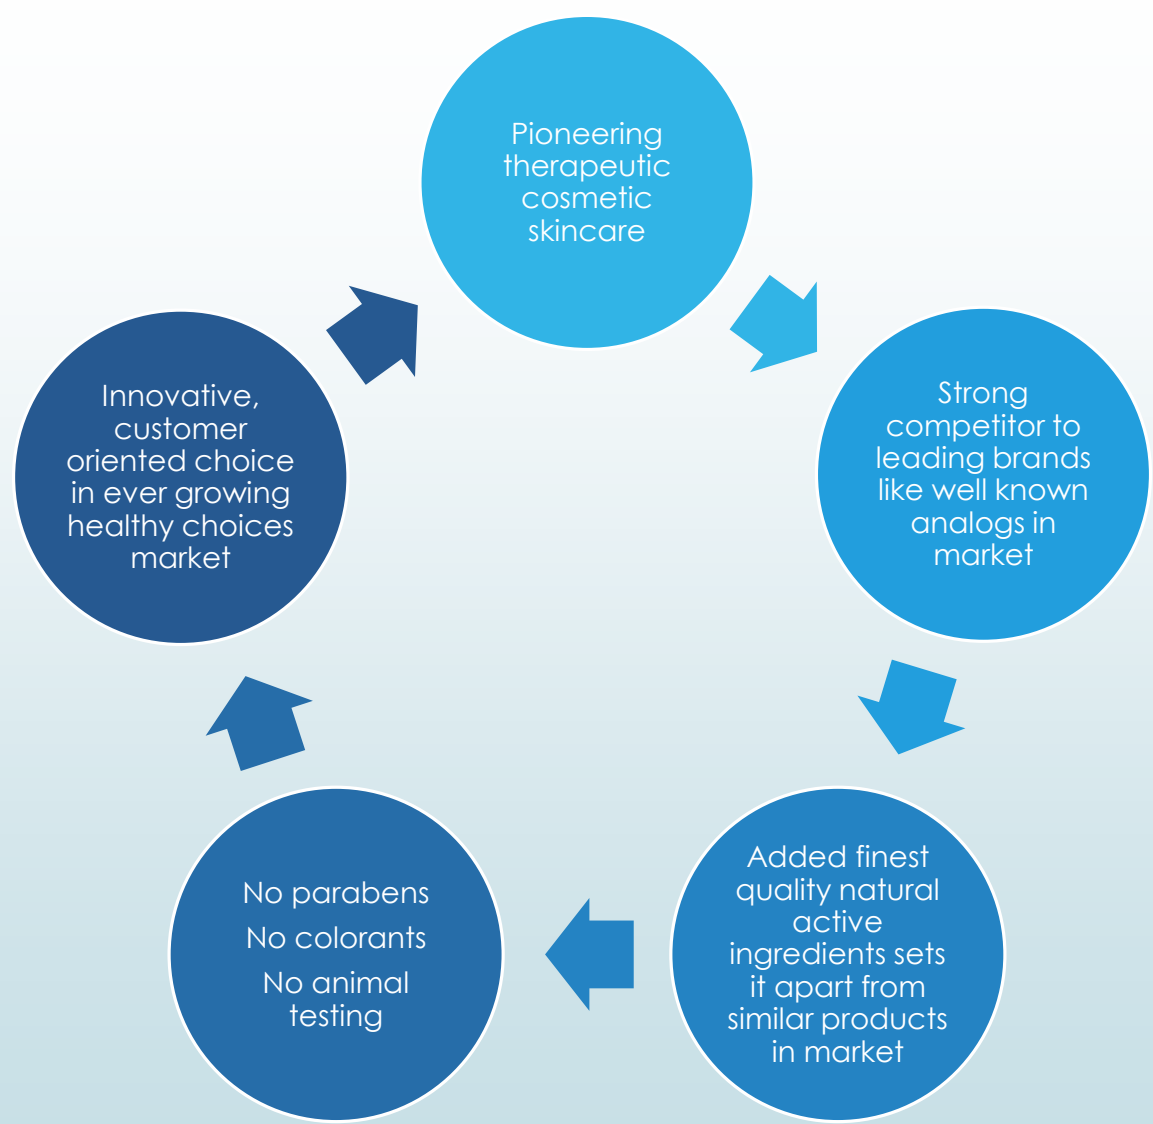 Pioneering
therapeutic
cosmetic
skincare
Strong
competitor to
leading brands
like well known
analogs in
market
Added finest
quality natural
active
ingredients sets
it apart from
similar products
in market
No parabens
No colorants
No animal
testing
Innovative,
customer
oriented choice
in ever growing
healthy choices
market